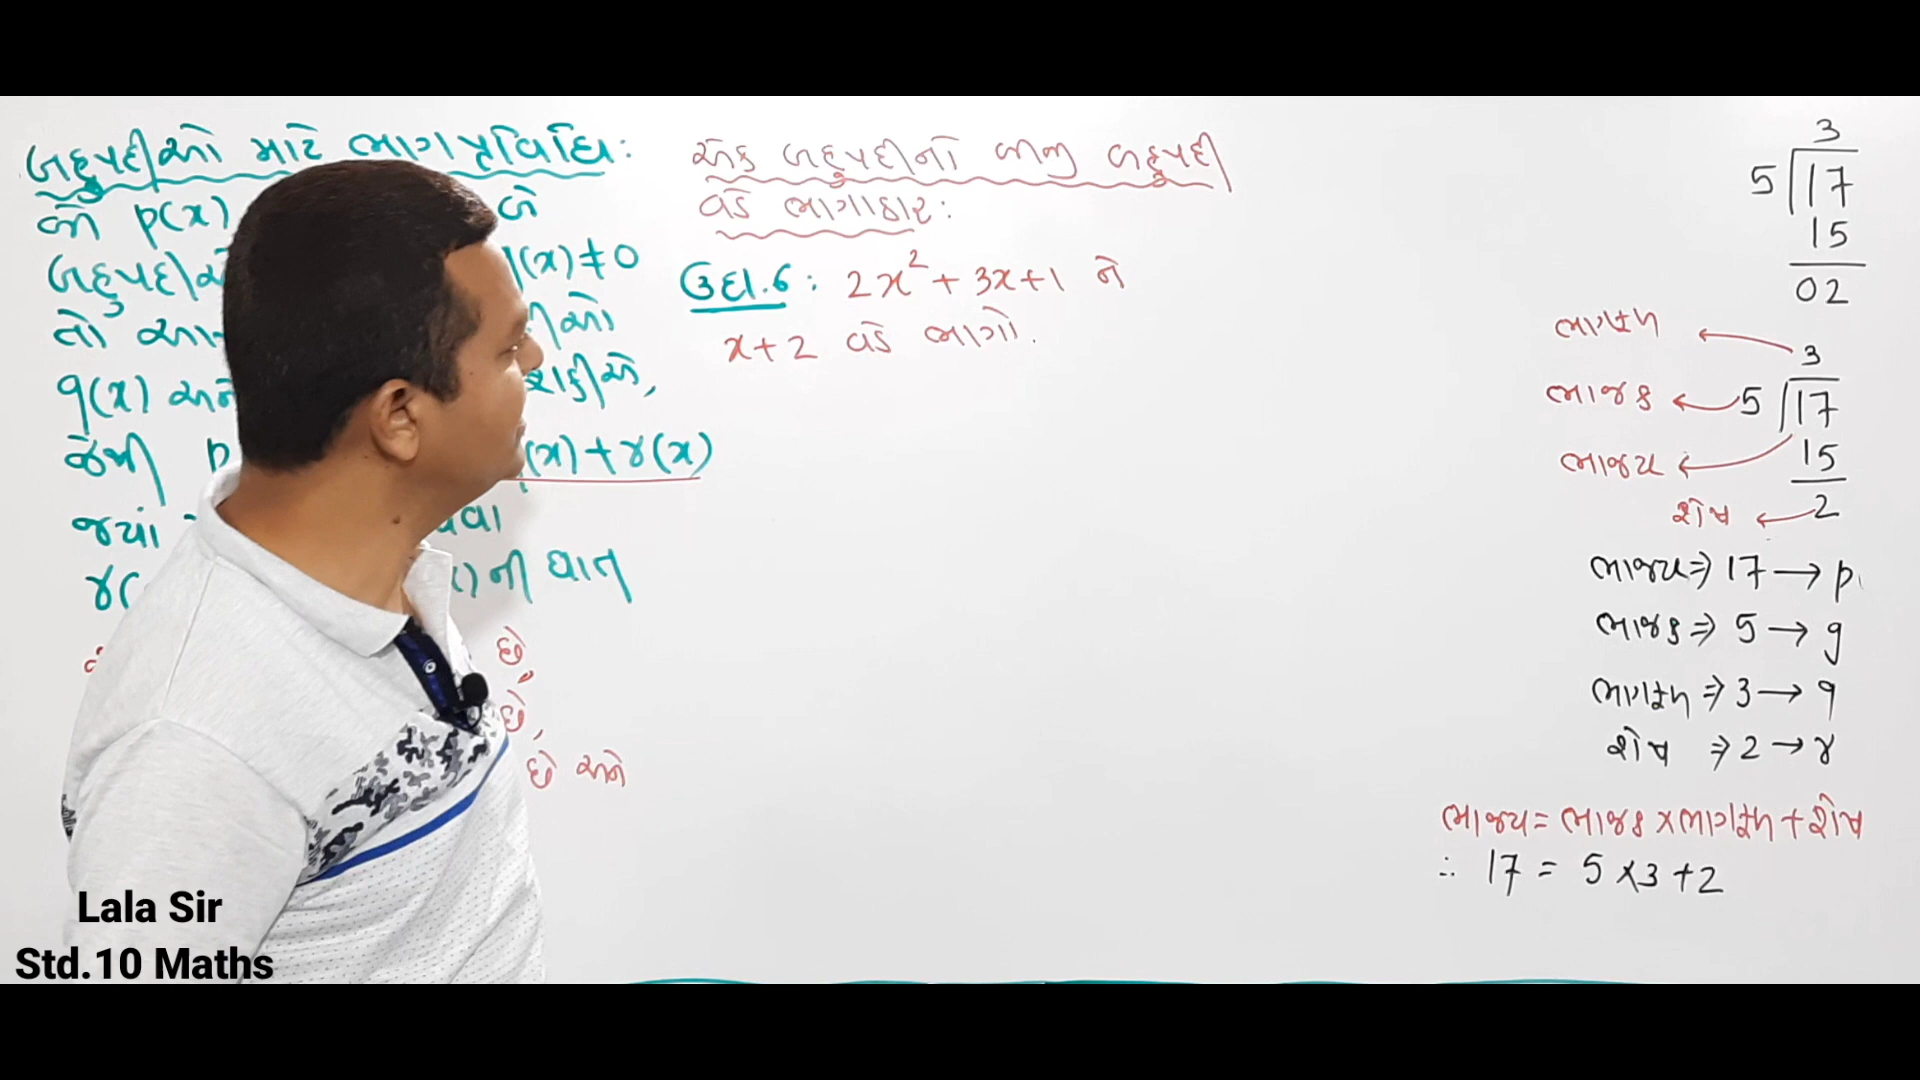 બહુપદીઓ માટે ભાગપ્રવિધિ:
જો p(x) બે
બહુપદીઓ g(x) ≠ 0
તો
q(x) અને શકીએ,
જેથી p (x) + r(x)
જ્યાં
ની ઘાત
છે,
છે,
છે અને
એક બહુપદીનો બીજી બહુપદી
વડે ભાગાકાર:
ઉદા.6: 2x² + 3x + 1 ને
x + 2 વડે ભાગો.
3
5 17
15
02
ભાગફળ 3
ભાજક 5 17
ભાજ્ય 15
શેષ 2
ભાજ્ય ⇒ 17 → p
ભાજક ⇒ 5 → g
ભાગફળ ⇒ 3 → q
શેષ ⇒ 2 → r
ભાજ્ય = ભાજક × ભાગફળ + શેષ
∴ 17 = 5 × 3 + 2
Lala Sir
Std.10 Maths